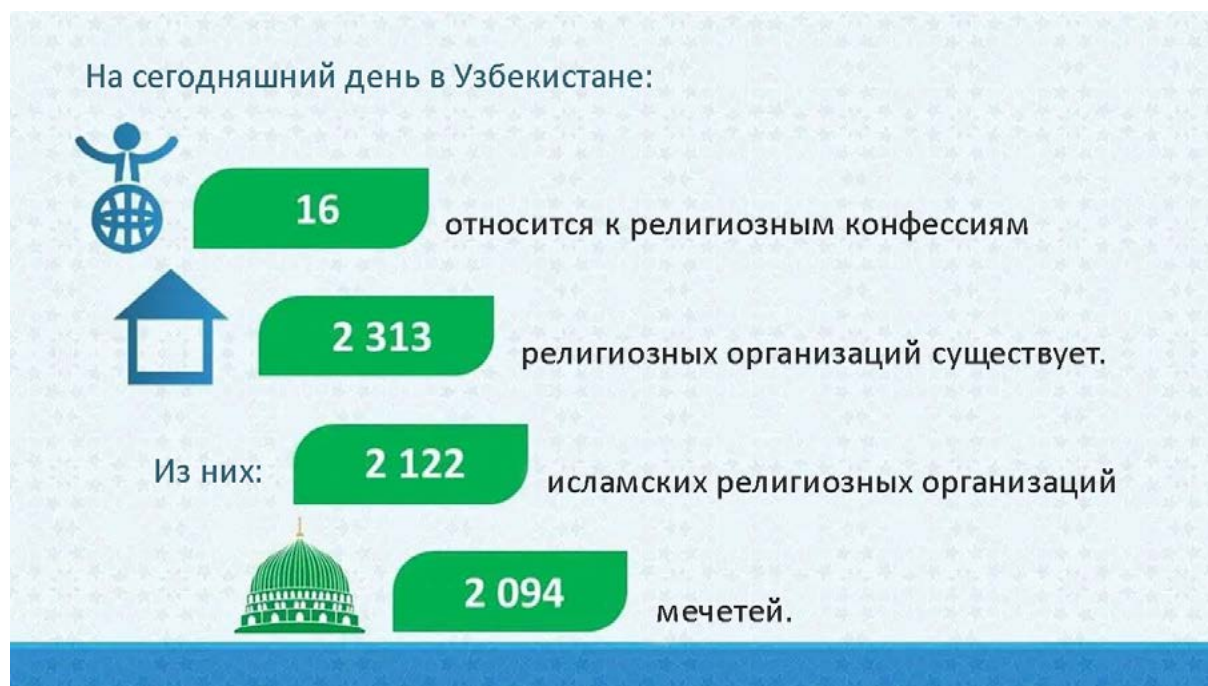 На сегодняшний день в Узбекистане:
16 относится к религиозным конфессиям
2 313 религиозных организаций существует.
Из них: 2 122 исламских религиозных организаций
2 094 мечетей.